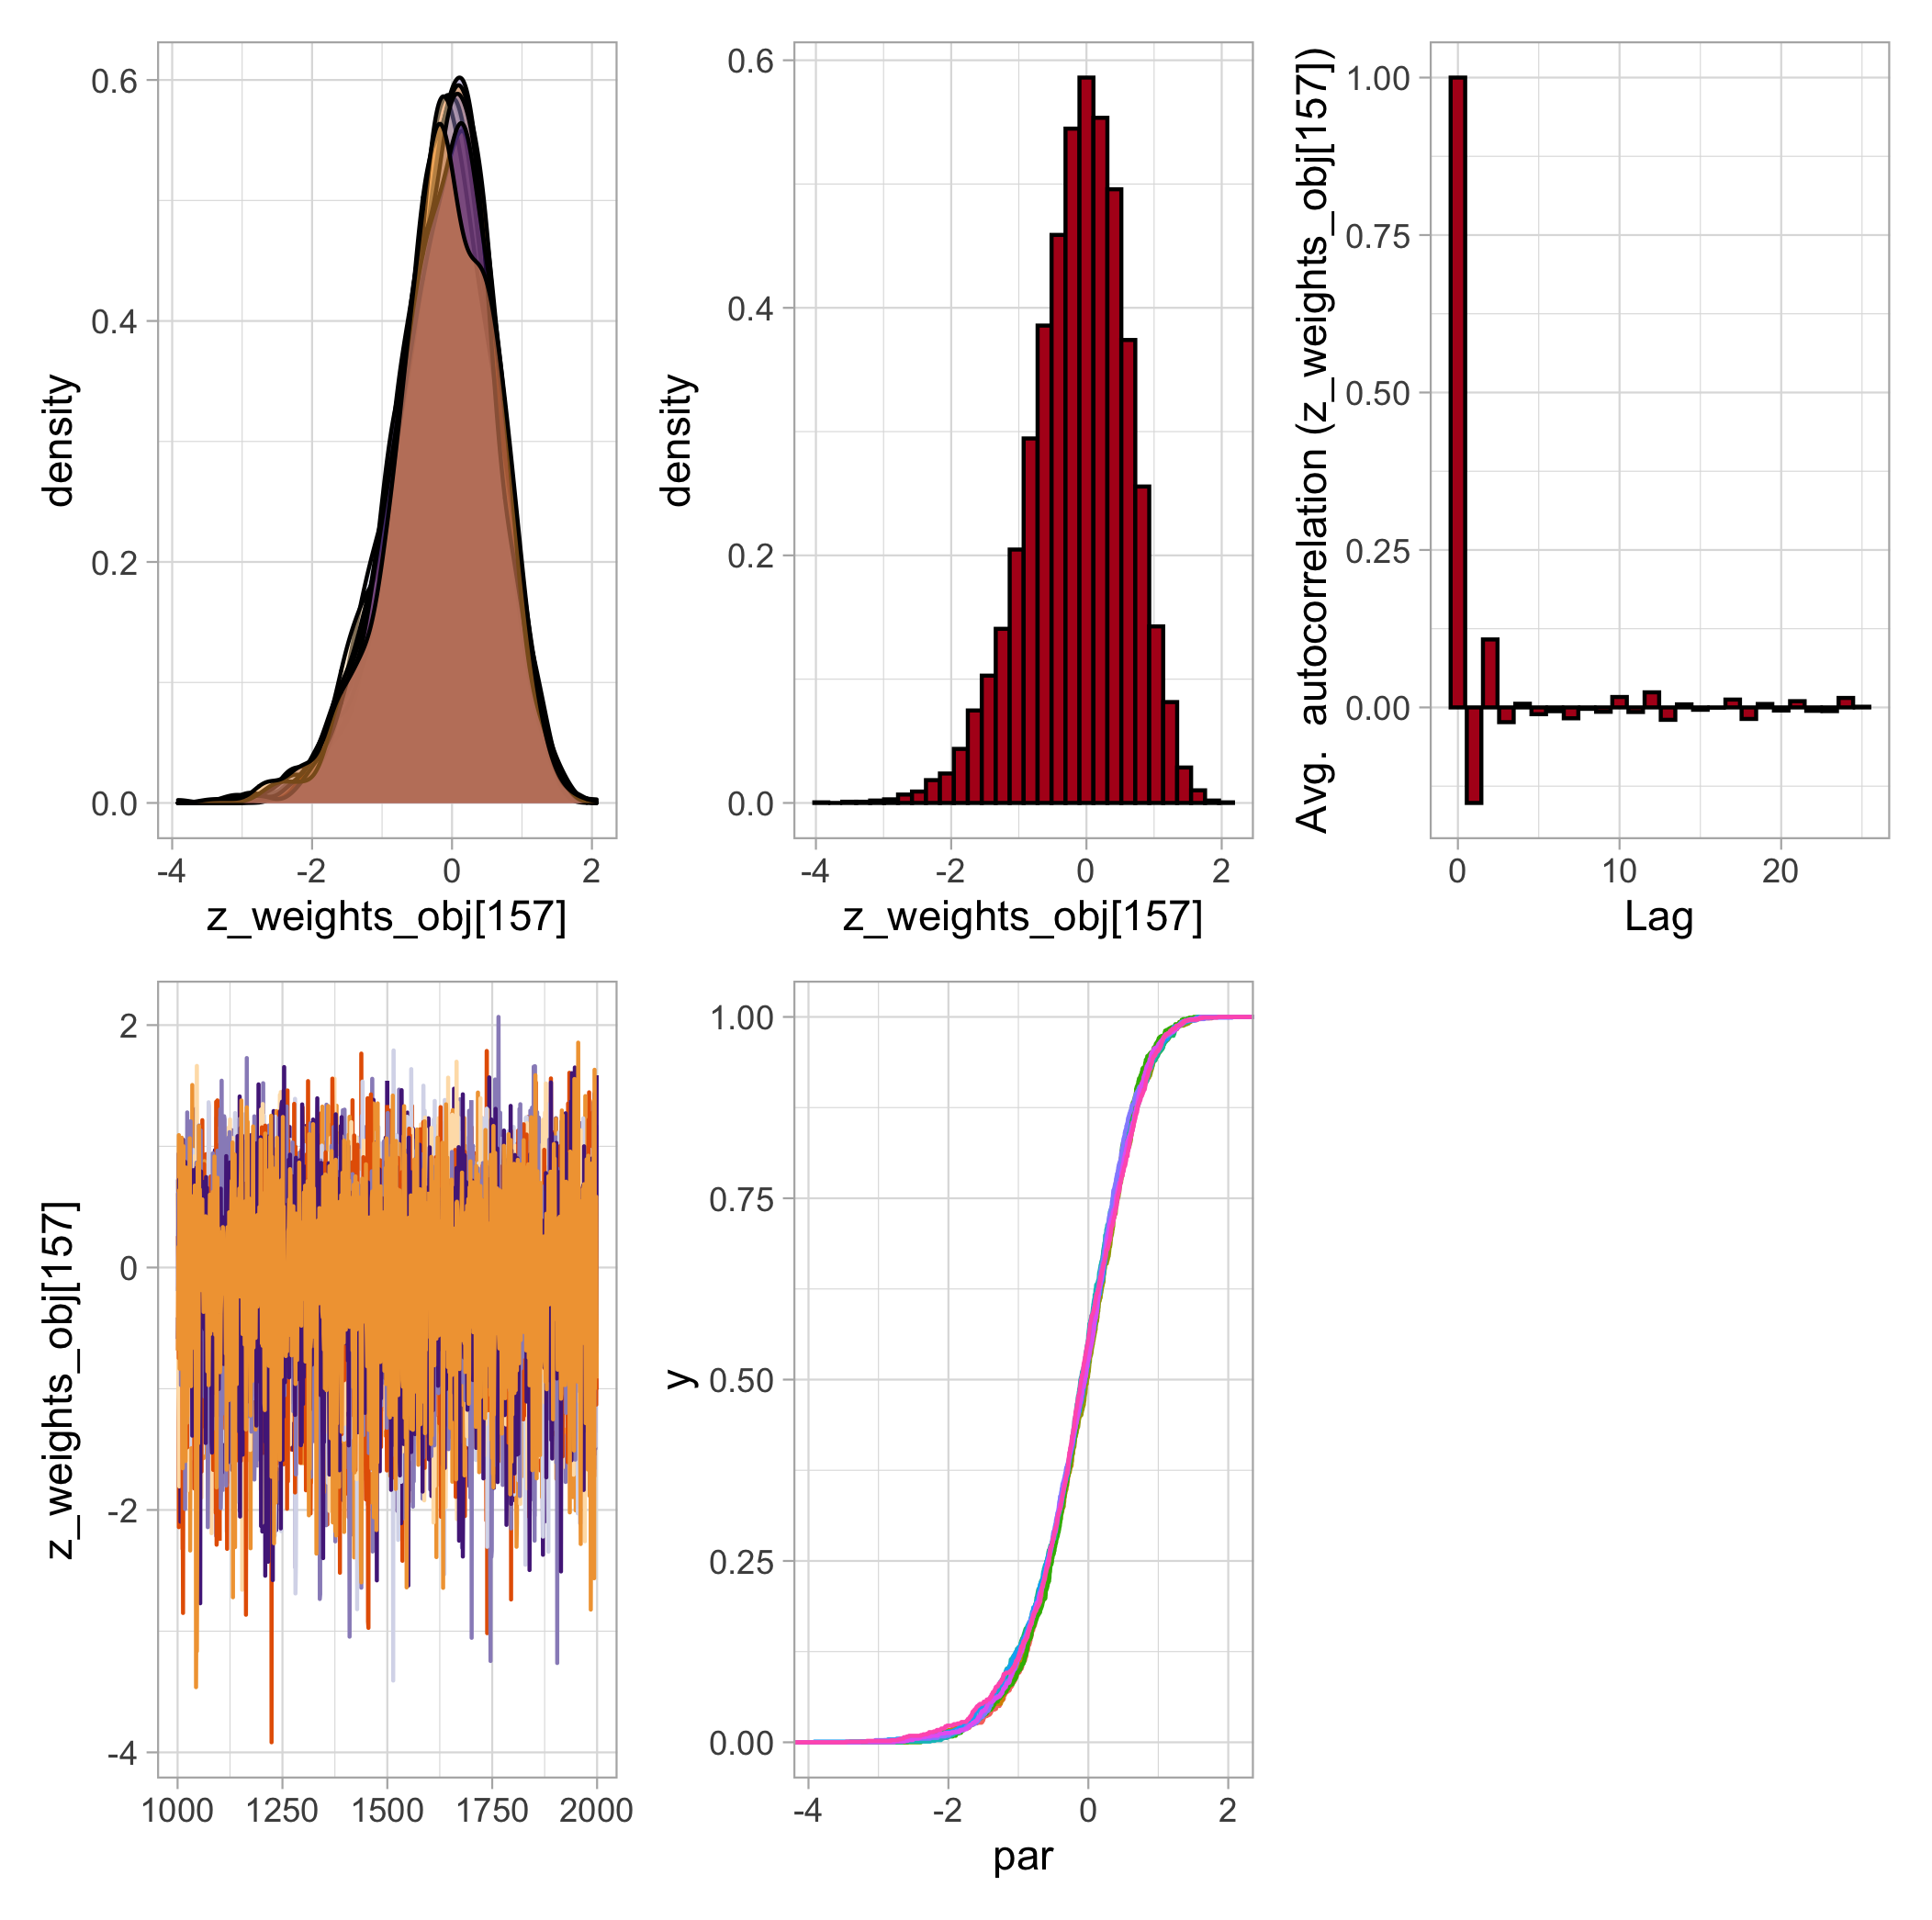 density
0.6
0.4
0.2
0.0
-4 -2 0 2
z_weights_obj[157]
density
0.6
0.4
0.2
0.0
-4 -2 0 2
z_weights_obj[157]
Avg. autocorrelation (z_weights_obj[157])
1.00
0.75
0.50
0.25
0.00
0 10 20
Lag
z_weights_obj[157]
2
0
-2
-4
1000 1250 1500 1750 2000
y
1.00
0.75
0.50
0.25
0.00
-4 -2 0 2
par